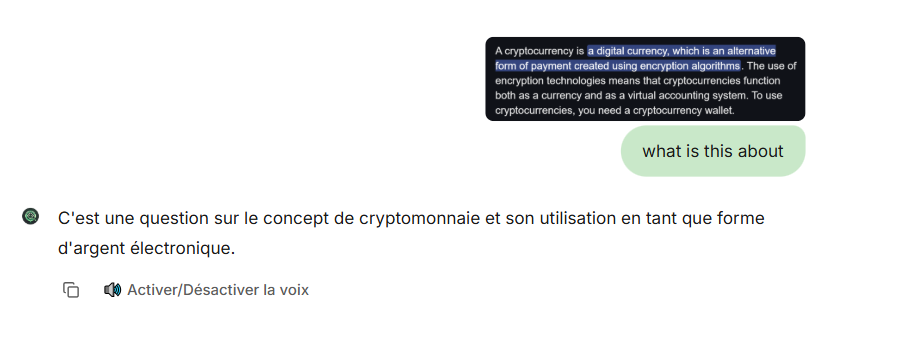 A cryptocurrency is a digital currency, which is an alternative
form of payment created using encryption algorithms. The use of
encryption technologies means that cryptocurrencies function
both as a currency and as a virtual accounting system. To use
cryptocurrencies, you need a cryptocurrency wallet.
what is this about
C'est une question sur le concept de cryptomonnaie et son utilisation en tant que forme
d'argent électronique.
Activer/Désactiver la voix